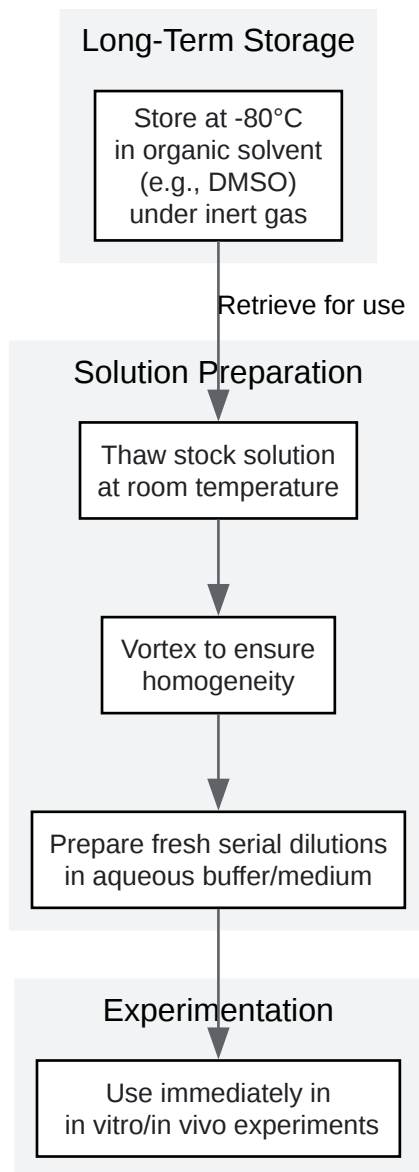 Long-Term Storage
Store at -80°C
in organic solvent
(e.g., DMSO)
under inert gas
Retrieve for use
Solution Preparation
Thaw stock solution
at room temperature
Vortex to ensure
homogeneity
Prepare fresh serial dilutions
in aqueous buffer/medium
Experimentation
Use immediately in
in vitro/in vivo experiments